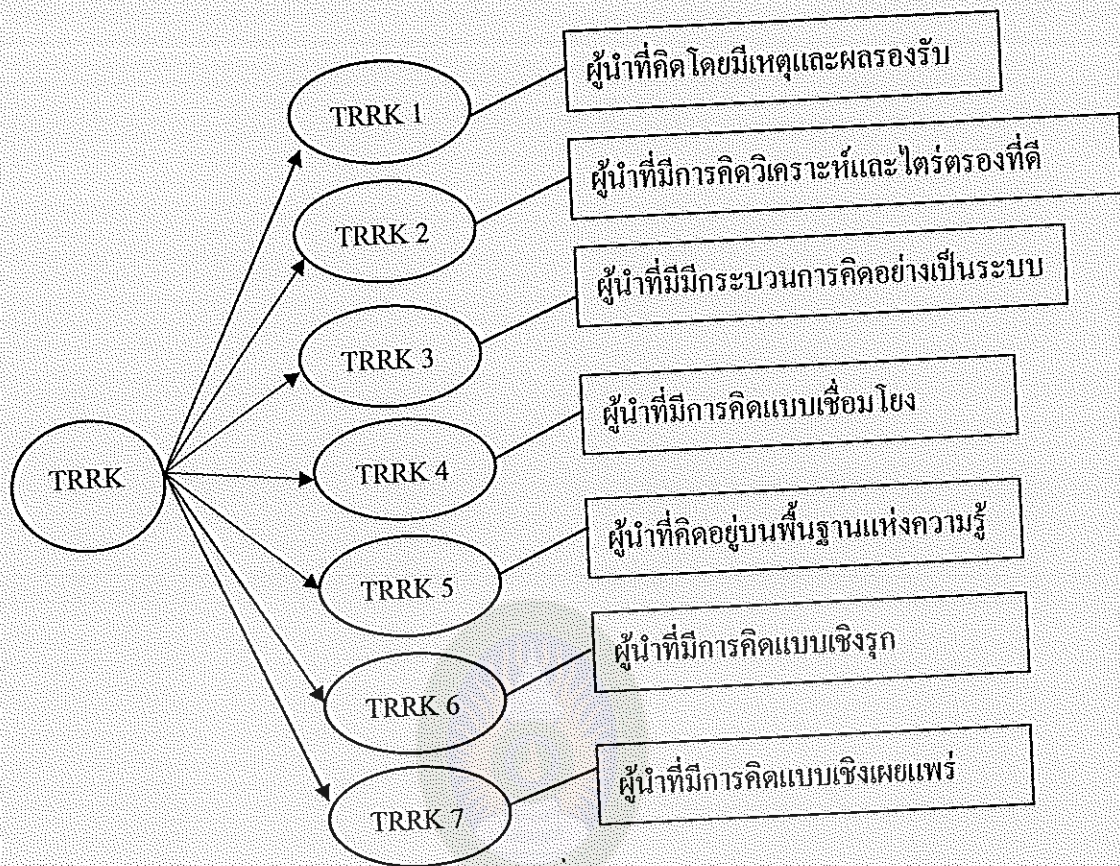 TRRK
TRRK 1
ผู้นำที่คิดโดยมีเหตุและผลรองรับ
TRRK 2
ผู้นำที่มีการคิดวิเคราะห์และไตร่ตรองที่ดี
TRRK 3
ผู้นำที่มีมีกระบวนการคิดอย่างเป็นระบบ
TRRK 4
ผู้นำที่มีการคิดแบบเชื่อมโยง
TRRK 5
ผู้นำที่คิดอยู่บนพื้นฐานแห่งความรู้
TRRK 6
ผู้นำที่มีการคิดแบบเชิงรุก
TRRK 7
ผู้นำที่มีการคิดแบบเชิงเผยแพร่